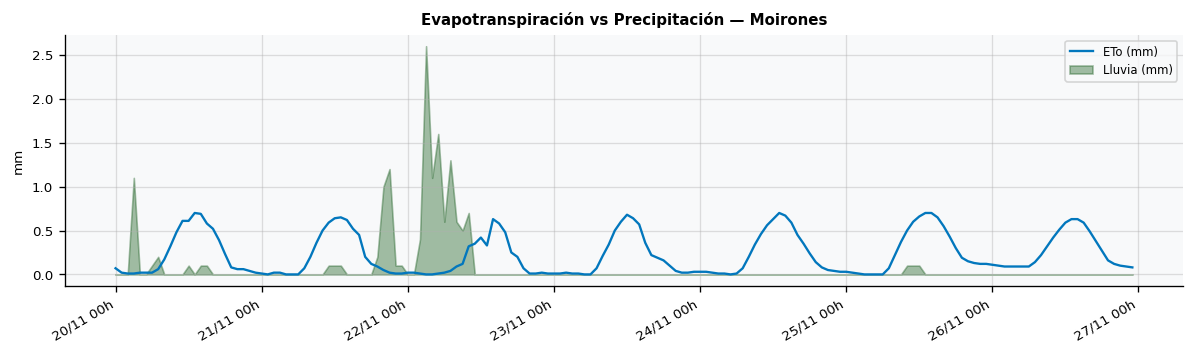 Evapotranspiración vs Precipitación — Moirones
ETo (mm)
Lluvia (mm)
mm
2.5
2.0
1.5
1.0
0.5
0.0
20/11 00h
21/11 00h
22/11 00h
23/11 00h
24/11 00h
25/11 00h
26/11 00h
27/11 00h